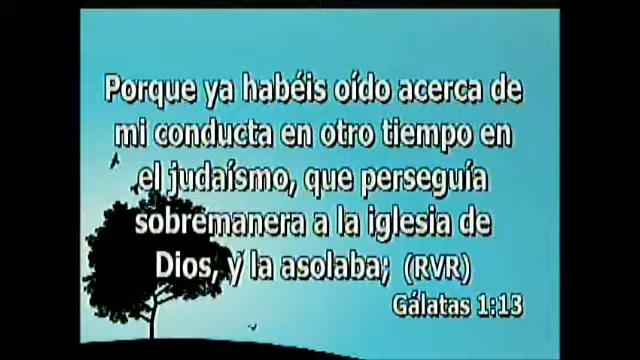 Porque ya habéis oído acerca de
mi conducta en otro tiempo en
el judaísmo, que perseguía
sobremanera a la iglesia de
Dios, y la asolaba; (RVR)
Gálatas 1:13